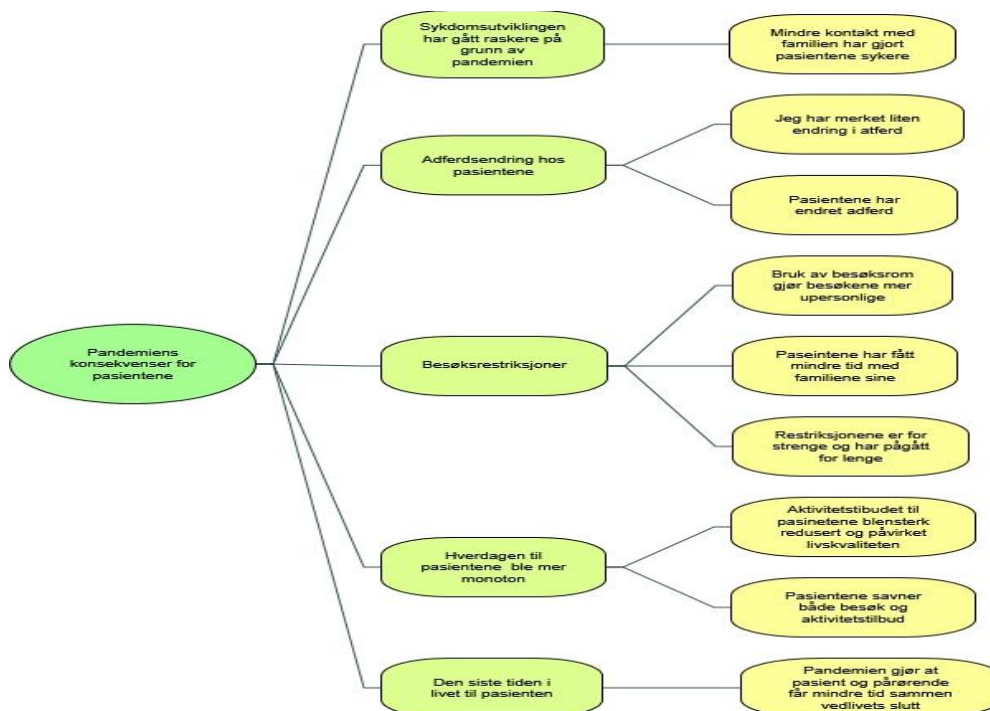 Pandemiens
konsekvenser for
pasientene
Sykdomsutviklingen
har gått raskere på
grunn av
pandemien
Mindre kontakt med
familien har gjort
pasientene sykere
Adferdsendring hos
pasientene
Jeg har merket liten
endring i atferd
Pasientene har
endret adferd
Besøksrestriksjoner
Bruk av besøksrom
gjør besøkene mer
upersonlige
Paseintene har fått
mindre tid med
familiene sine
Restriksjonene er for
strenge og har pågått
for lenge
Hverdagen til
pasientene ble mer
monoton
Aktivitetstibudet til
pasinetene blensterk
redusert og påvirket
livskvaliteten
Pasientene savner
både besøk og
aktivitetstilbud
Den siste tiden i
livet til pasienten
Pandemien gjør at
pasient og pårørende
får mindre tid sammen
vedlivets slutt